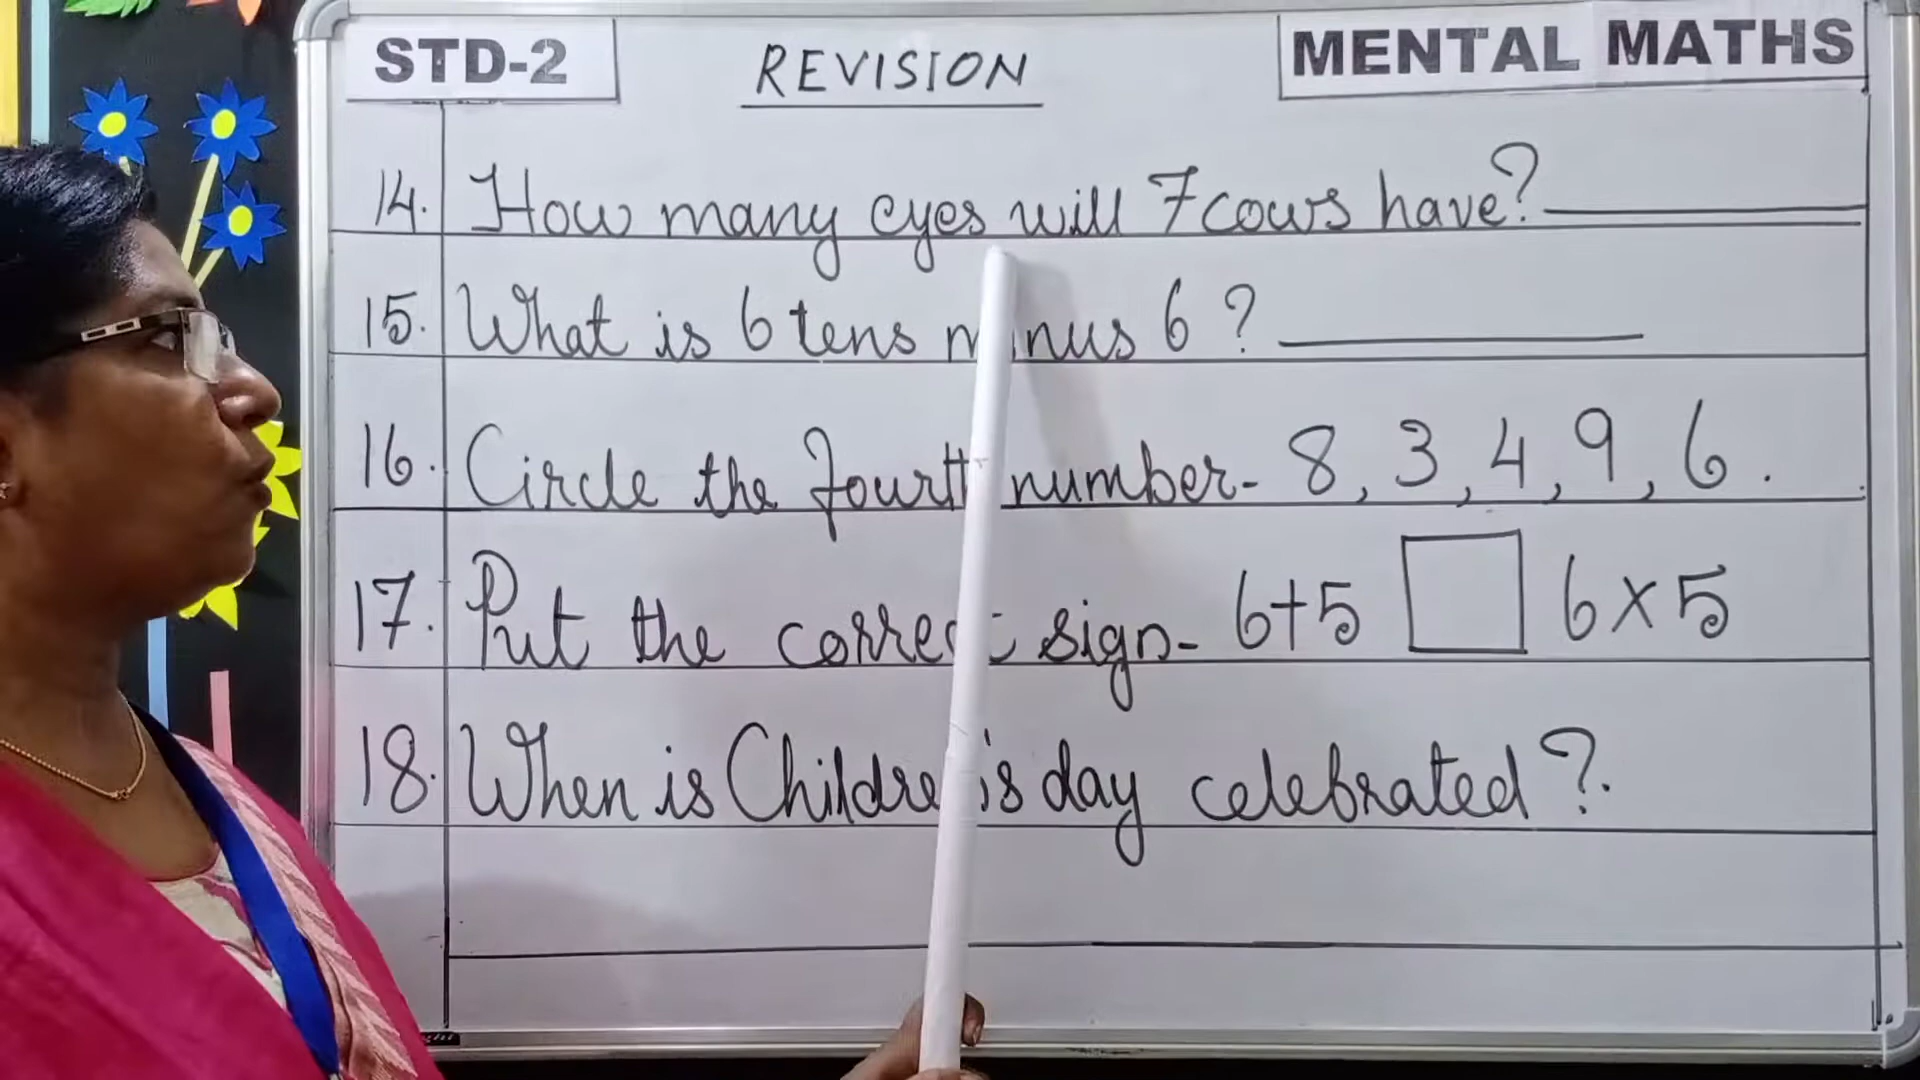 STD-2 REVISION MENTAL MATHS
14. How many eyes will 7 cows have?
15. What is 6 tens minus 6 ?
16. Circle the fourth number- 8, 3, 4, 9, 6.
17. Put the correct sign- 6+5 □ 6×5
18. When is Children's day celebrated ?.